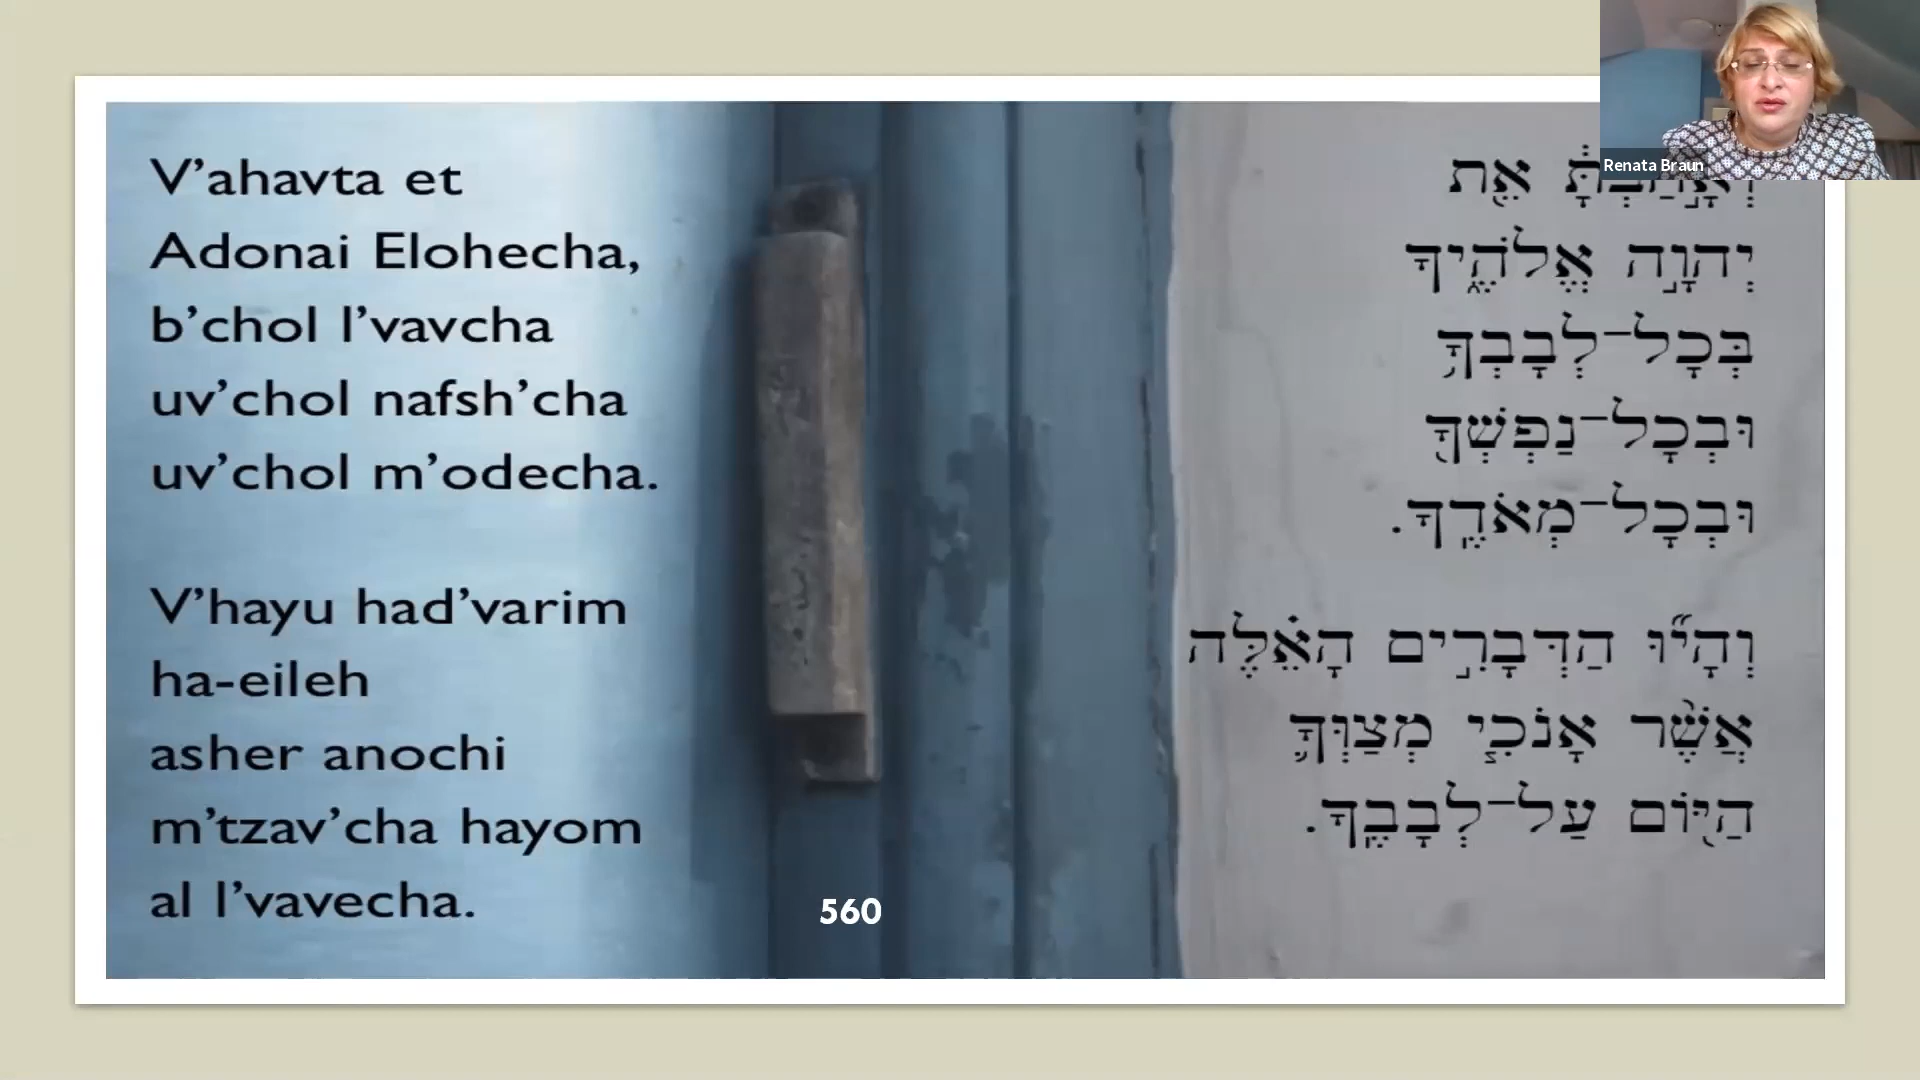 V’ahavta et
Adonai Elohecha,
b’chol l’vavcha
uv’chol nafsh’cha
uv’chol m’odecha.
V’hayu had’varim
ha-eileh
asher anochi
m’tzav’cha hayom
al l’vavecha.
560
Renata Braun
אֵ֖ת
יְהוָ֣ה אֱלֹהֶ֑יךָ
בְּכָל־לְבָבְךָ֥
וּבְכָל־נַפְשְׁךָ֖
וּבְכָל־מְאֹדֶֽךָ.
וְהָי֞וּ הַדְּבָרִ֣ים הָאֵ֗לֶּה
אֲשֶׁ֨ר אָנֹכִ֧י מְצַוְּךָ֛
הַיּ֖וֹם עַל־לְבָבֶֽךָ.